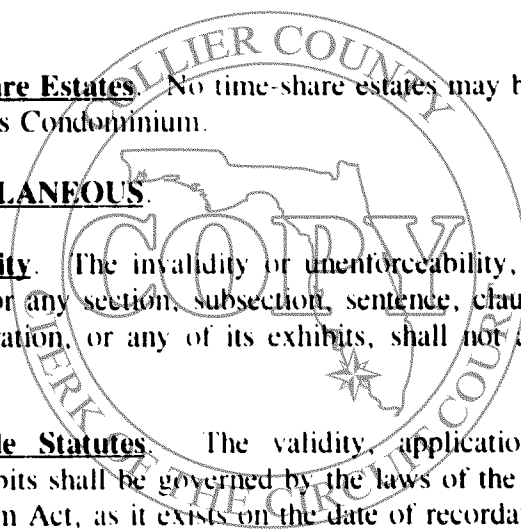 COLLIER COUNTY
are Estates. No time-share estates may b
s Condominium.
LANEOUS.
COPY
ity. The invalidity or unenforceability,
or any section, subsection, sentence, clau
ation, or any of its exhibits, shall not a
le Statutes. The validity, applicatio
bits shall be governed by the laws of the
n Act, as it exists on the date of recorda
CLERK OF THE CIRCUIT COURT